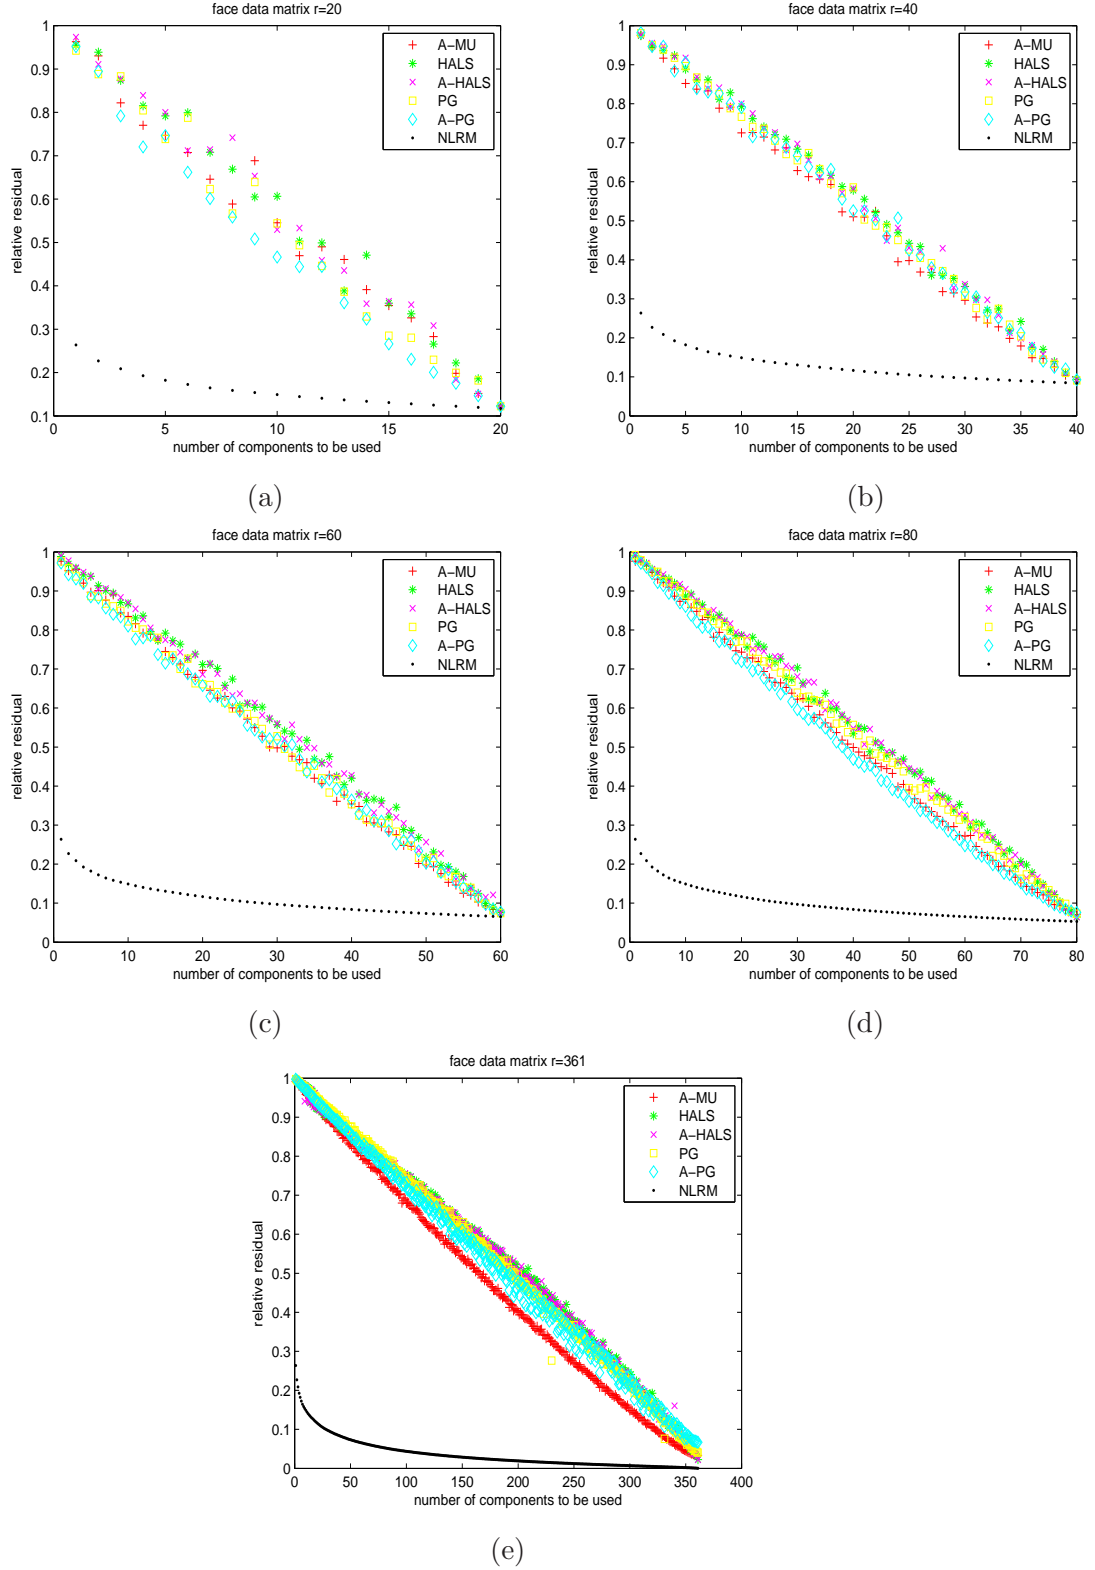 face data matrix r=20
1
0.9
0.8
0.7
0.6
0.5
0.4
0.3
0.2
0.1
0
5
10
15
20
relative residual
number of components to be used
A-MU
HALS
A-HALS
PG
A-PG
NLRM
(a)
face data matrix r=40
1
0.9
0.8
0.7
0.6
0.5
0.4
0.3
0.2
0.1
0
0
5
10
15
20
25
30
35
40
relative residual
number of components to be used
A-MU
HALS
A-HALS
PG
A-PG
NLRM
(b)
face data matrix r=60
1
0.9
0.8
0.7
0.6
0.5
0.4
0.3
0.2
0.1
0
0
10
20
30
40
50
60
relative residual
number of components to be used
A-MU
HALS
A-HALS
PG
A-PG
NLRM
(c)
face data matrix r=80
1
0.9
0.8
0.7
0.6
0.5
0.4
0.3
0.2
0.1
0
0
10
20
30
40
50
60
70
80
relative residual
number of components to be used
A-MU
HALS
A-HALS
PG
A-PG
NLRM
(d)
face data matrix r=361
1
0.9
0.8
0.7
0.6
0.5
0.4
0.3
0.2
0.1
0
0
50
100
150
200
250
300
350
400
relative residual
number of components to be used
A-MU
HALS
A-HALS
PG
A-PG
NLRM
(e)